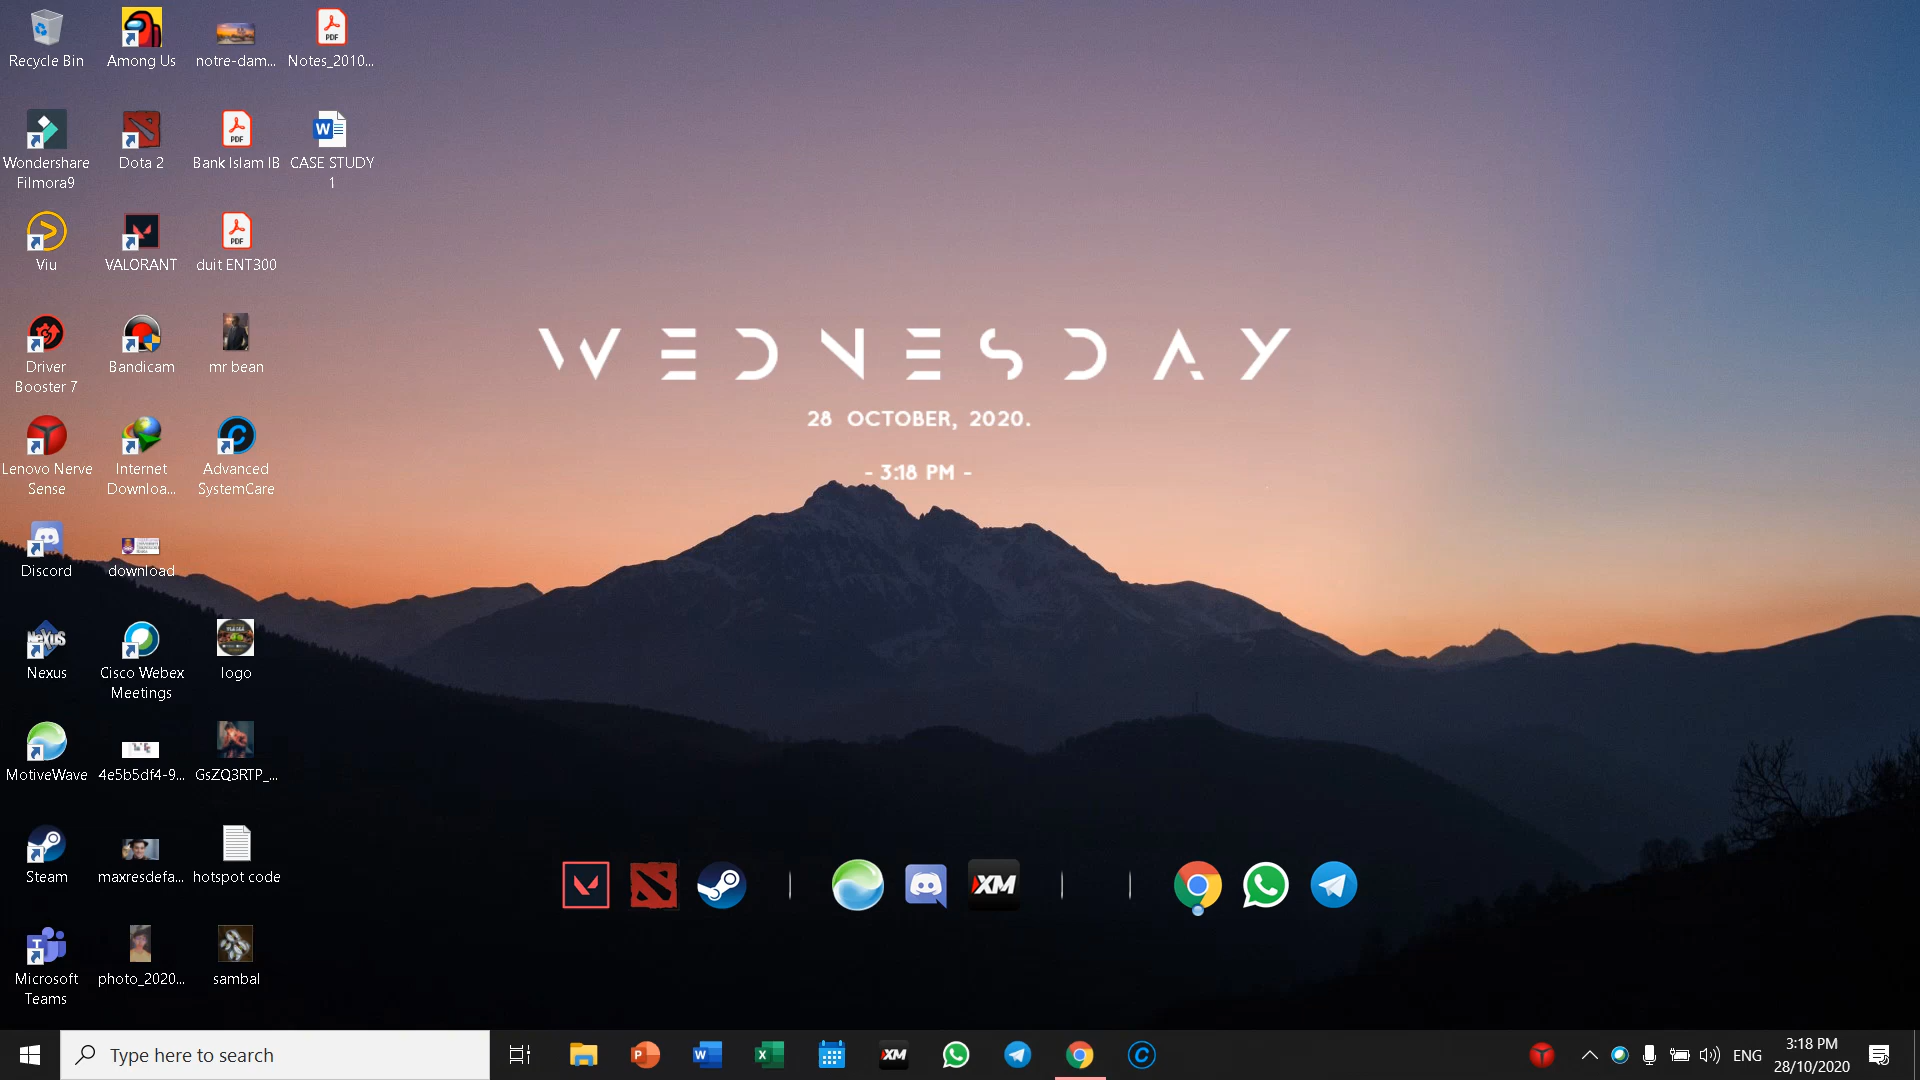 Recycle Bin
Among Us
notre-dam...
Notes_2010...
Wondershare
Filmora9
Dota 2
Bank Islam IB
CASE STUDY
1
Viu
VALORANT
duit ENT300
Driver
Booster 7
Bandicam
mr bean
Lenovo Nerve
Sense
Internet
Downloa...
Advanced
SystemCare
Discord
download
Nexus
Cisco Webex
Meetings
logo
MotiveWave
4e5b5df4-9...
GsZQ3RTP_...
Steam
maxresdefa...
hotspot code
Microsoft
Teams
photo_2020...
sambal
WEDNESDAY
28 OCTOBER, 2020.
- 3:18 PM -
XM
Type here to search
XM
ENG
3:18 PM
28/10/2020